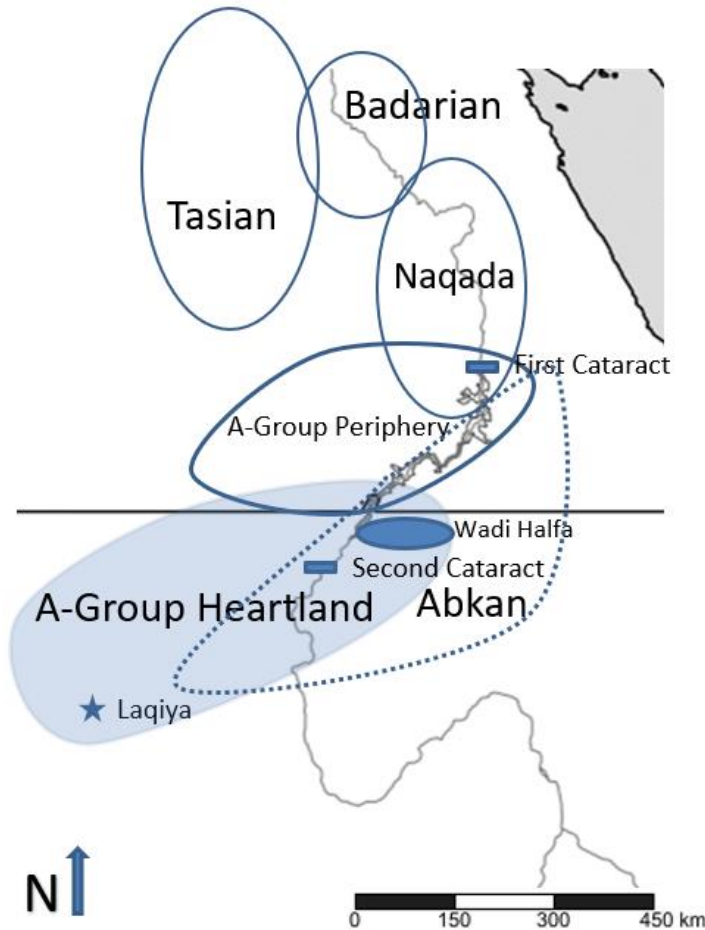 Badarian
Tasian
Naqada
First Cataract
A-Group Periphery
Wadi Halfa
Second Cataract
A-Group Heartland
Abkan
Laqiya
N
0 150 300 450 km